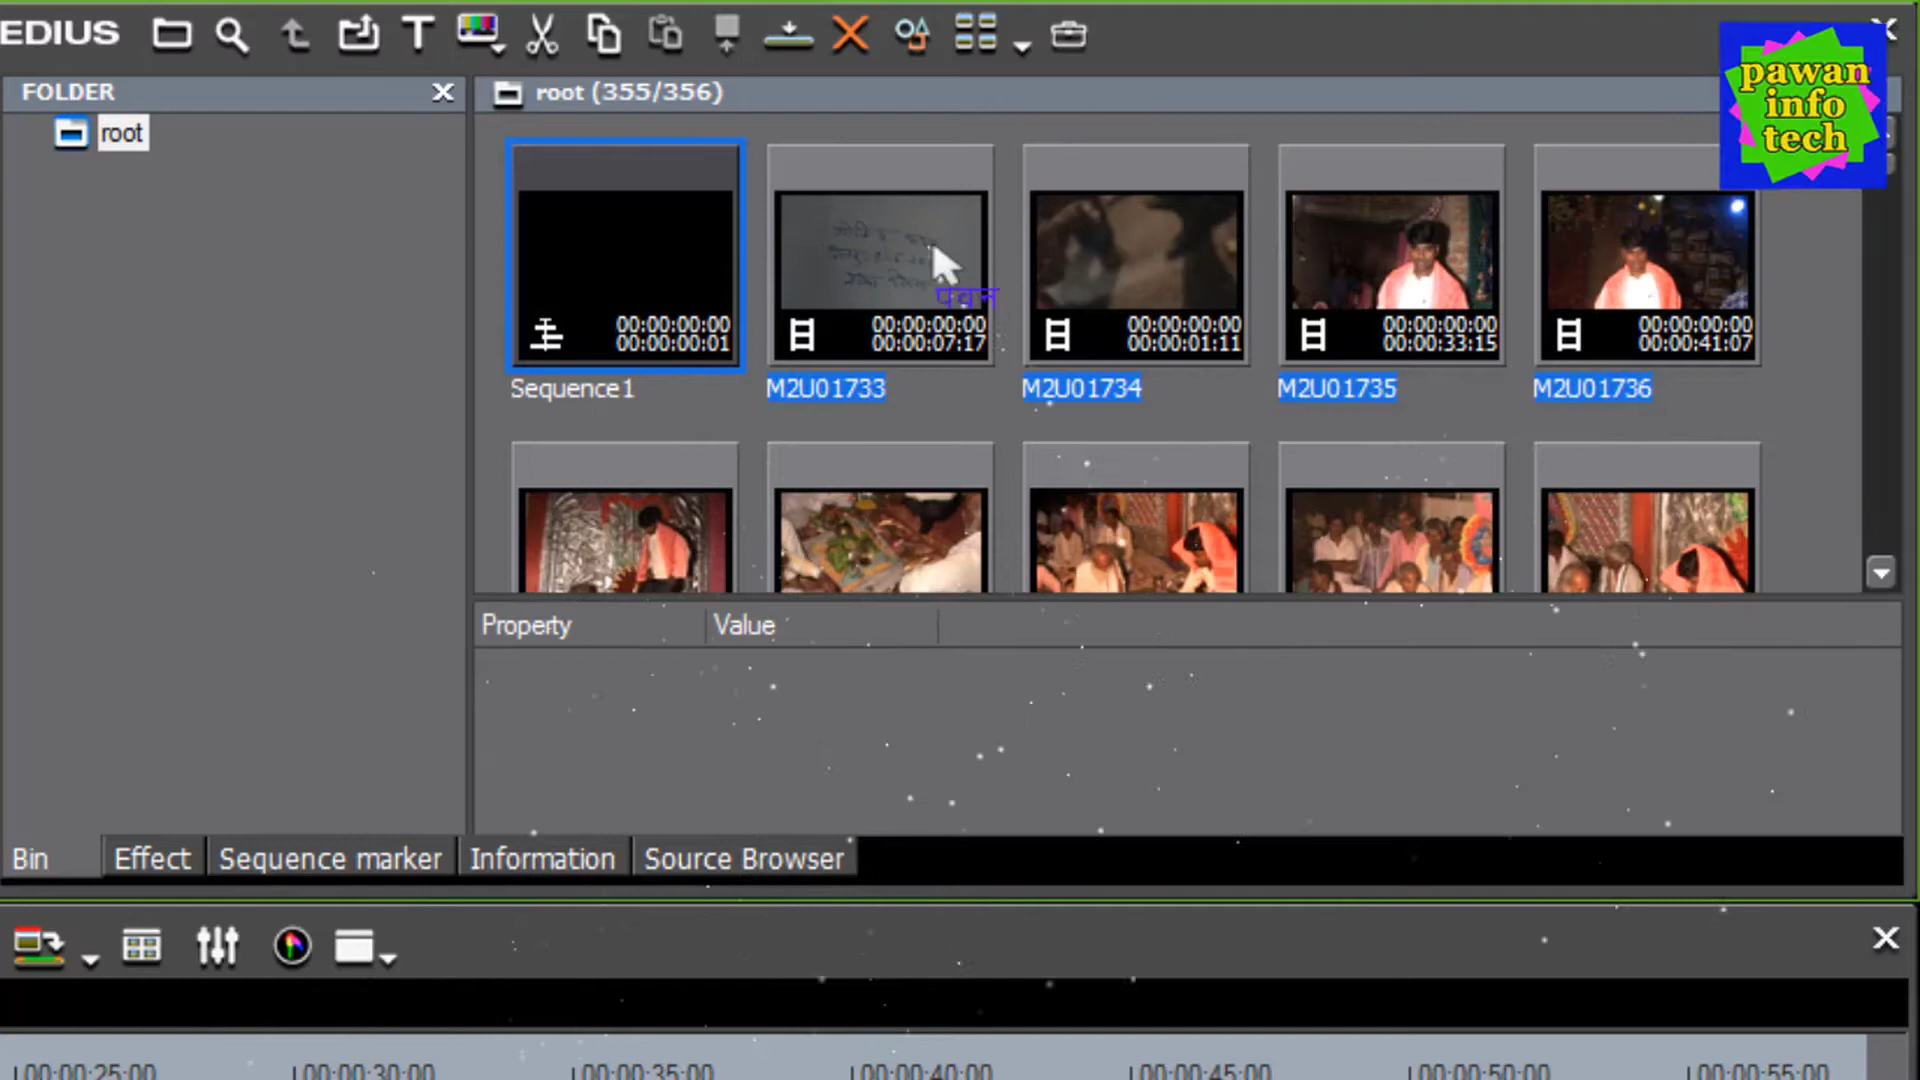 EDIUS
pawan
info
tech
FOLDER
root (355/356)
root
00:00:00:00 00:00:00:00 00:00:00:00 00:00:00:00 00:00:00:00
00:00:00:01 00:00:07:17 00:00:01:11 00:00:33:15 00:00:41:07
पवन
Sequence1 M2U01733 M2U01734 M2U01735 M2U01736
Property Value
Bin Effect Sequence marker Information Source Browser
00:00:25:00 00:00:30:00 00:00:35:00 00:00:40:00 00:00:45:00 00:00:50:00 00:00:55:00